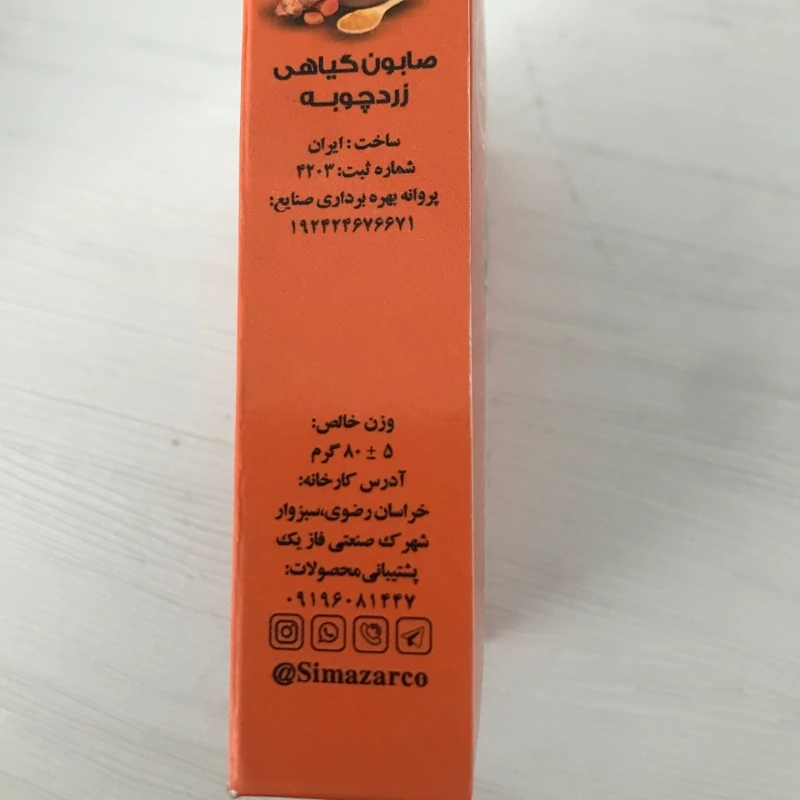 صابون گیاهی
زردچوبه
ساخت : ایران
شماره ثبت: ۴۲۰۳
پروانه بهره برداری صنایع:
۱۹۲۴۲۴۶۷۶۶۷۱
وزن خالص:
۵ ± ۸۰ گرم
آدرس کارخانه:
خراسان رضوی،سبزوار
شهرک صنعتی فاز یک
پشتیبانی محصولات:
۰۹۱۹۶۰۸۱۴۴۷
@Simazarco